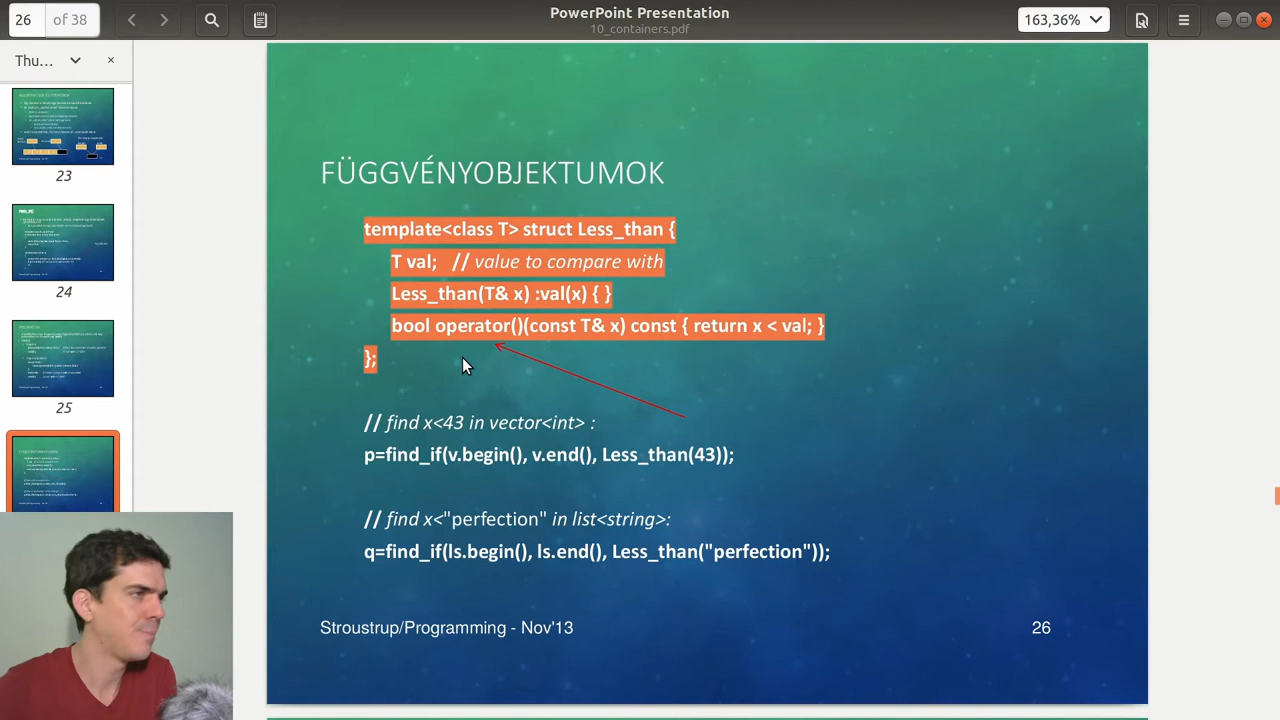 26
of 38
PowerPoint Presentation
10_containers.pdf
163,36%
Thu...
23
24
25
FÜGGVÉNYOBJEKTUMOK
template<class T> struct Less_than {
T val; // value to compare with
Less_than(T& x) :val(x) { }
bool operator()(const T& x) const { return x < val; }
};
// find x<43 in vector<int> :
p=find_if(v.begin(), v.end(), Less_than(43));
// find x<"perfection" in list<string>:
q=find_if(ls.begin(), ls.end(), Less_than("perfection"));
Stroustrup/Programming - Nov'13
26